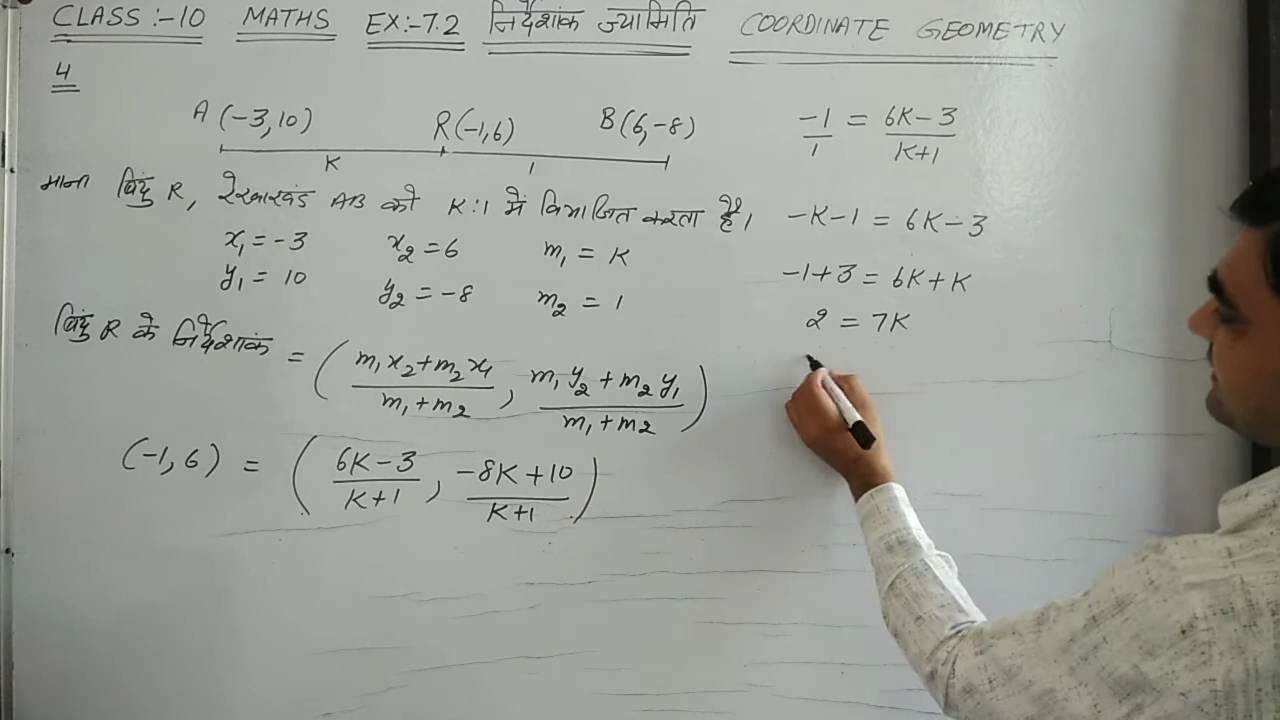 CLASS:-10 MATHS EX:-7.2 निर्देशांक ज्यामिति COORDINATE GEOMETRY
4
A (-3,10) R(-1,6) B(6,-8)
K 1
माना बिंदु R, रेखाखंड AB को K:1 में विभाजित करता है।
x₁ = -3 x₂ = 6 m₁ = K
y₁ = 10 y₂ = -8 m₂ = 1
बिंदु R के निर्देशांक = ( (m₁x₂+m₂x₁)/(m₁+m₂), (m₁y₂+m₂y₁)/(m₁+m₂) )
(-1,6) = ( (6K-3)/(K+1), (-8K+10)/(K+1) )
-1/1 = (6K-3)/(K+1)
-K-1 = 6K-3
-1+3 = 6K+K
2 = 7K